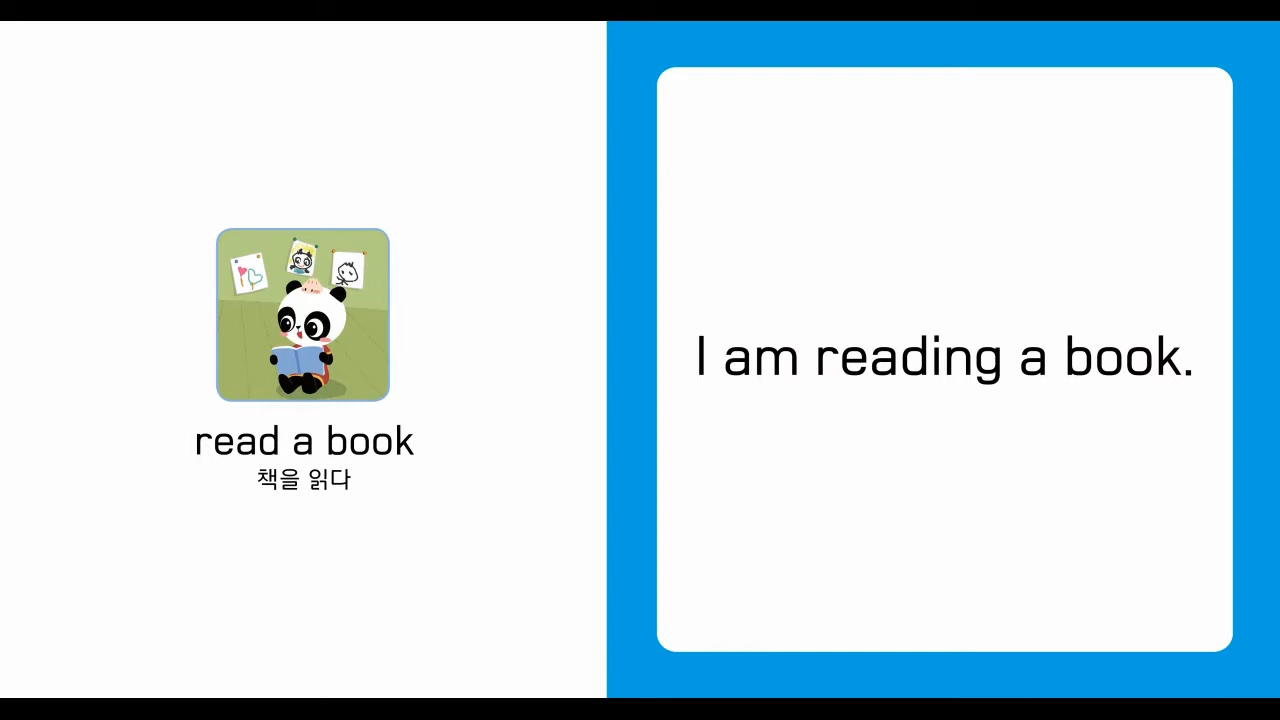 read a book
책을 읽다
I am reading a book.